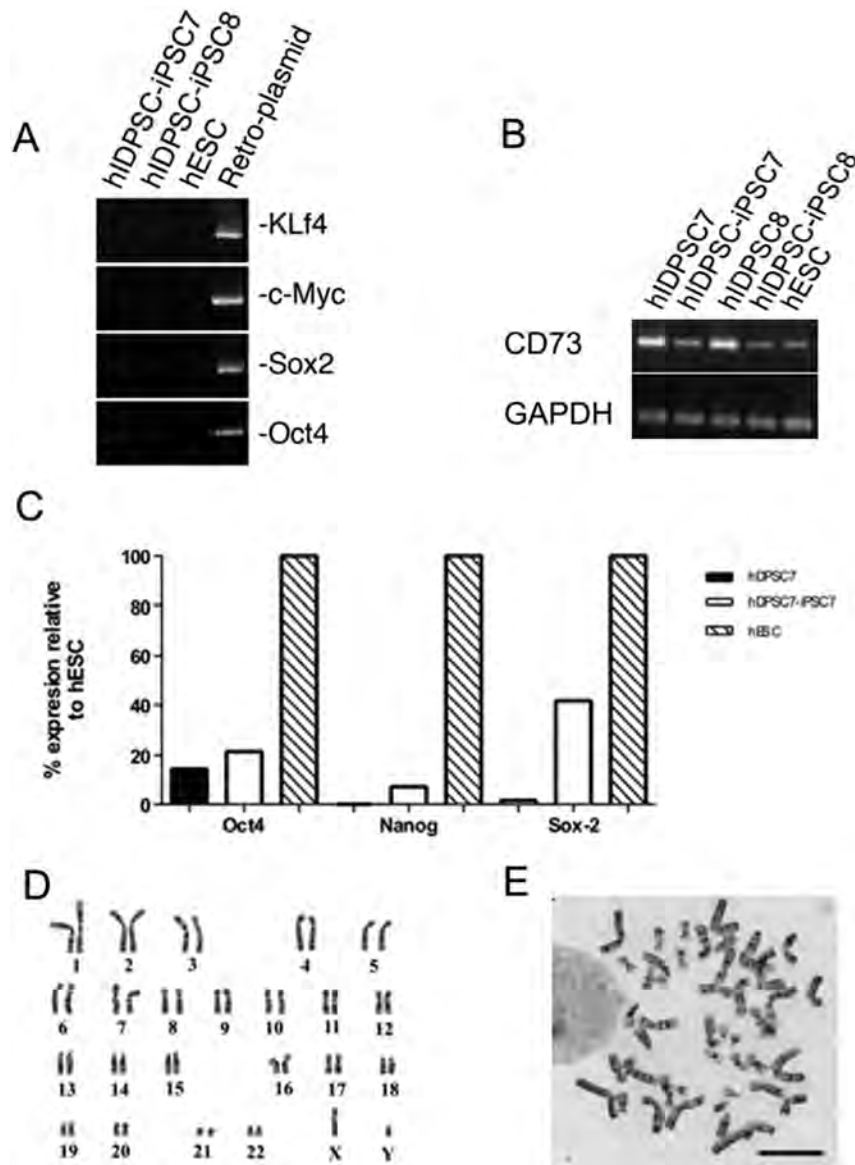 A
hIDPSC-iPSC7
hIDPSC-iPSC8
hESC
Retro-plasmid
-KLf4
-c-Myc
-Sox2
-Oct4
B
hIDPSC7
hIDPSC-iPSC7
hIDPSC8
hIDPSC-iPSC8
hESC
CD73
GAPDH
C
% expresion relative
to hESC
100
80
60
40
20
0
Oct4
Nanog
Sox-2
hDPSC7
hDPSC7-iPSC7
hESC
D
1 2 3 4 5
6 7 8 9 10 11 12
13 14 15 16 17 18
19 20 21 22 X Y
E